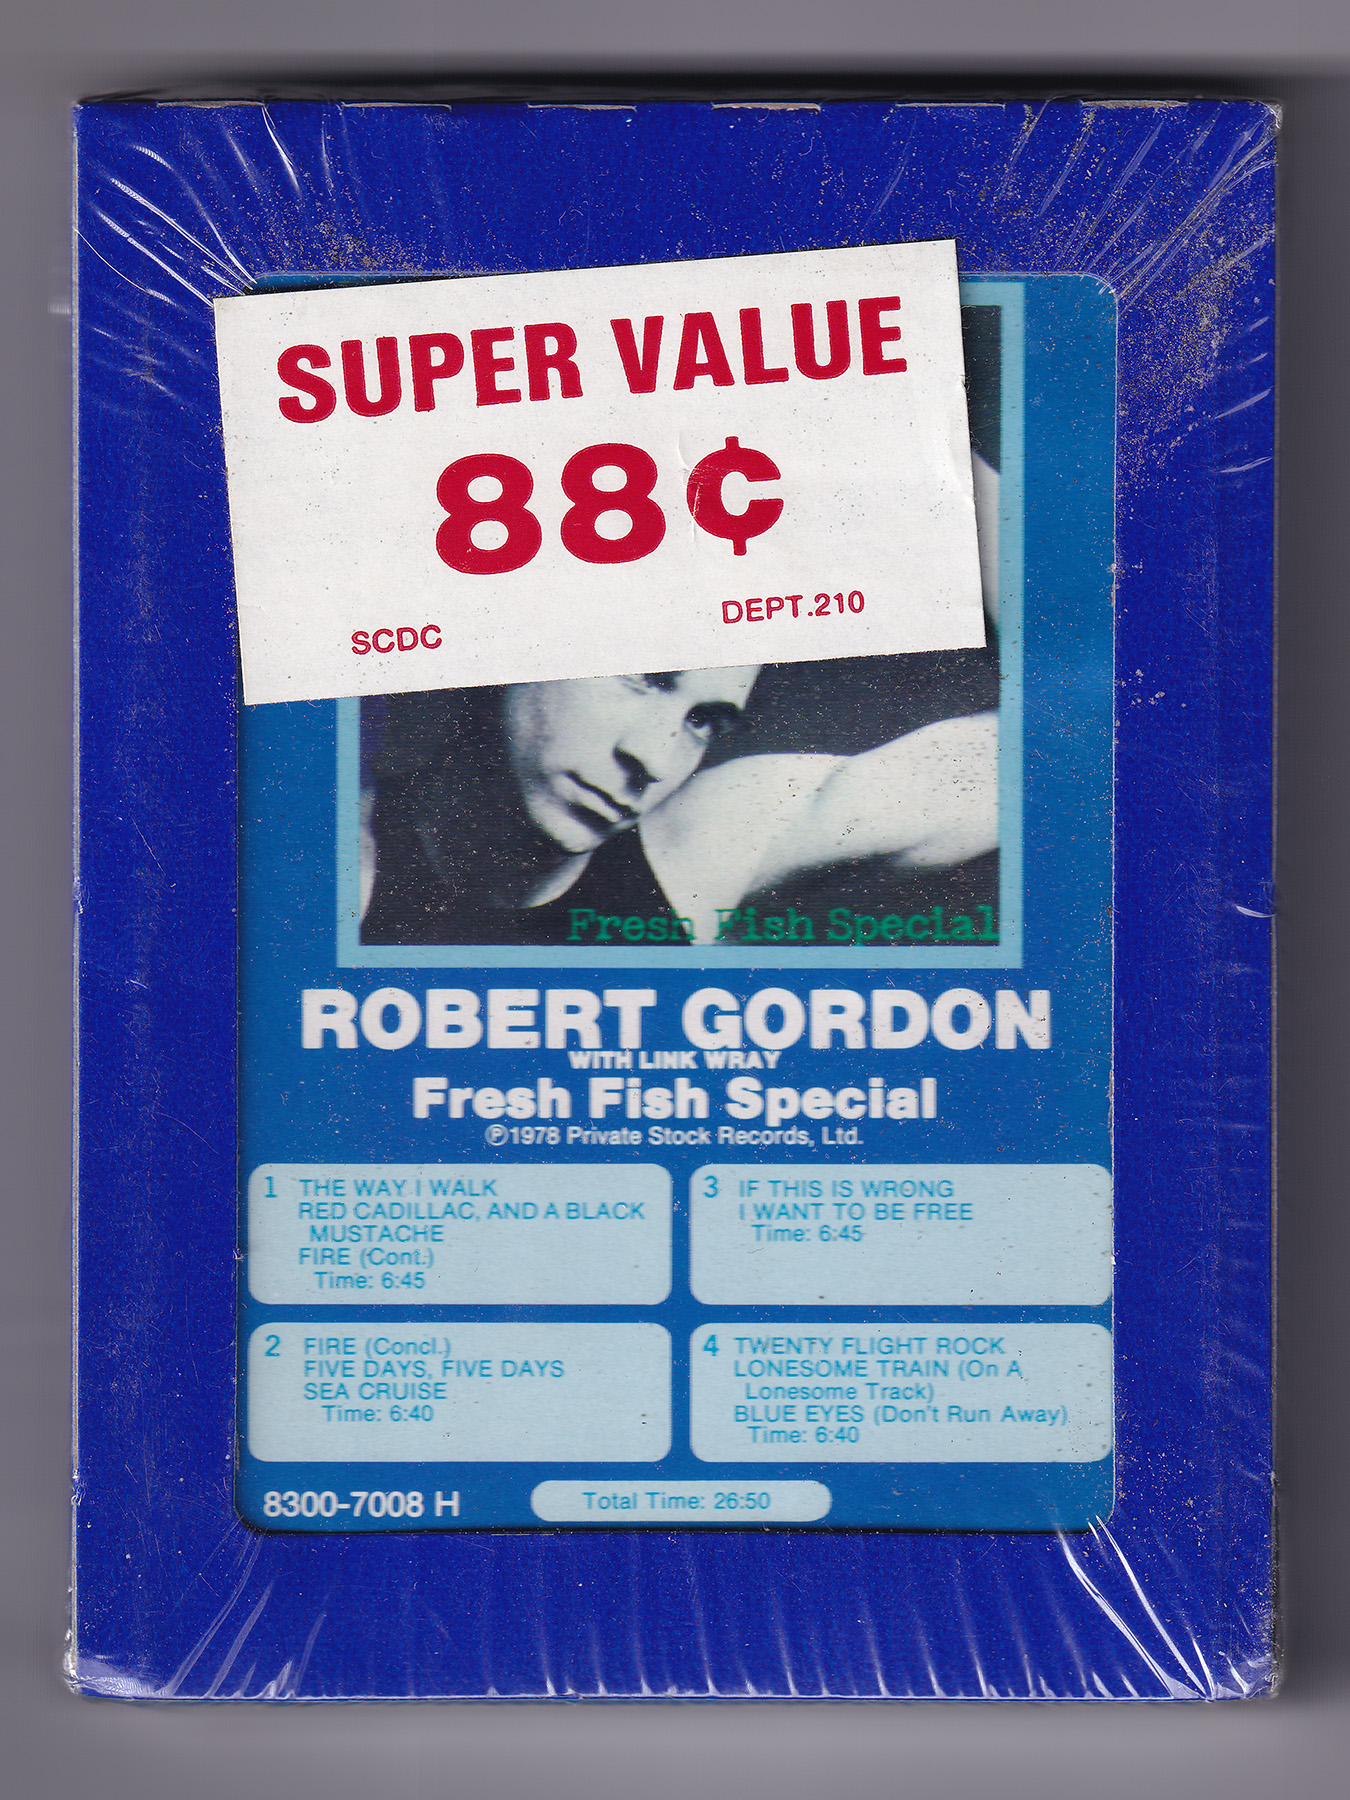 SUPER VALUE
88¢
SCDC DEPT.210
Fresh Fish Special
ROBERT GORDON
WITH LINK WRAY
Fresh Fish Special
℗1978 Private Stock Records, Ltd.
1 THE WAY I WALK
RED CADILLAC, AND A BLACK
MUSTACHE
FIRE (Cont.)
Time: 6:45
2 FIRE (Concl.)
FIVE DAYS, FIVE DAYS
SEA CRUISE
Time: 6:40
3 IF THIS IS WRONG
I WANT TO BE FREE
Time: 6:45
4 TWENTY FLIGHT ROCK
LONESOME TRAIN (On A
Lonesome Track)
BLUE EYES (Don't Run Away)
Time: 6:40
8300-7008 H
Total Time: 26:50